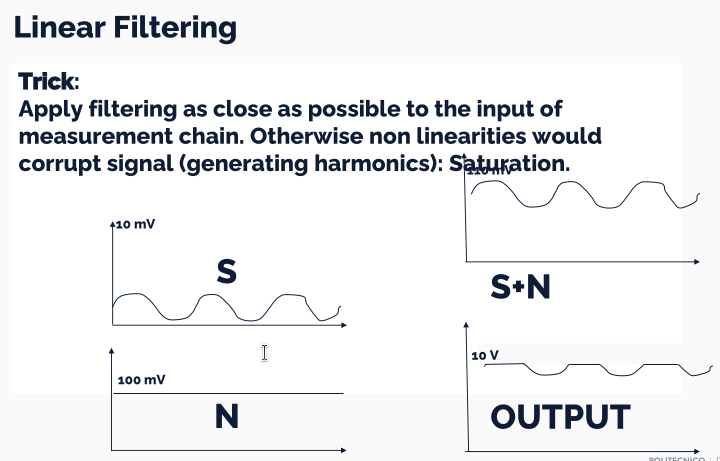 Linear Filtering
Trick:
Apply filtering as close as possible to the input of
measurement chain. Otherwise non linearities would
corrupt signal (generating harmonics): Saturation.
110 mV
10 mV
S
S+N
10 V
100 mV
N
OUTPUT
POLITECNICO